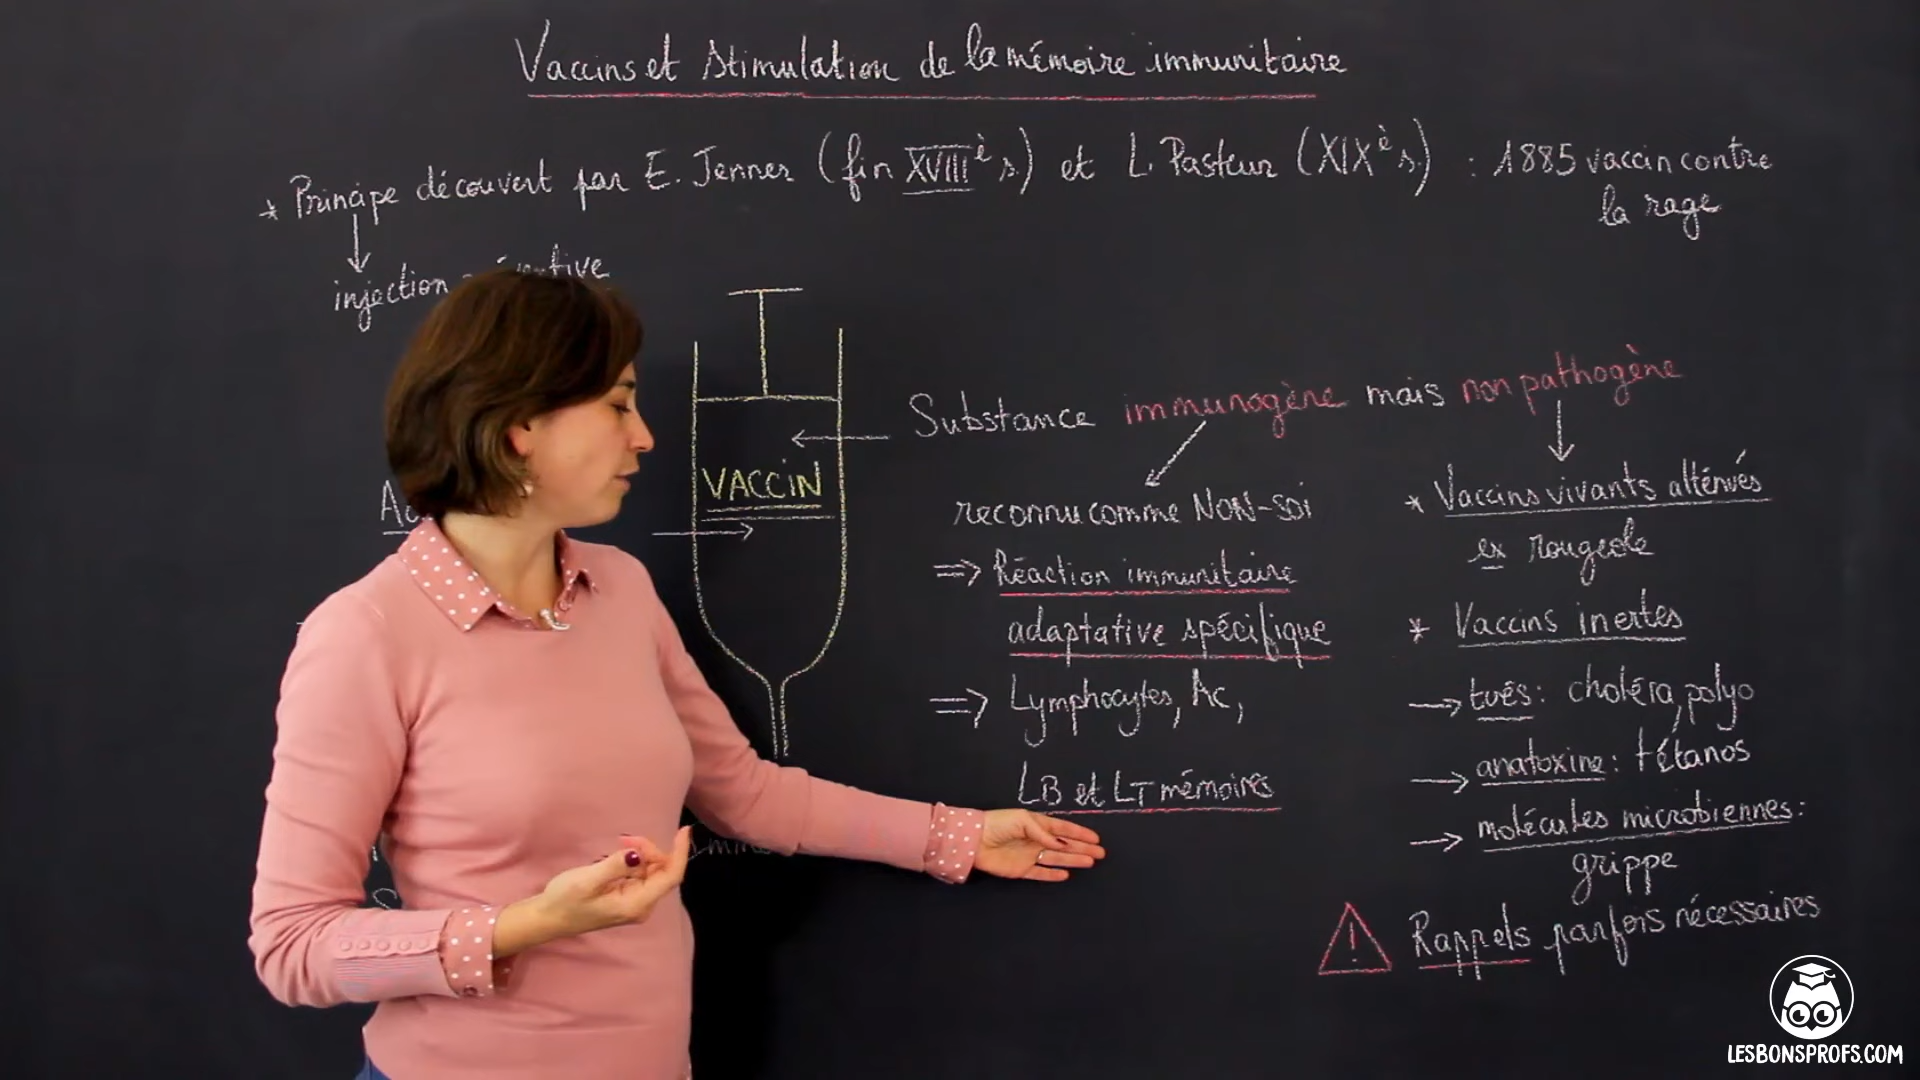 Vaccins et stimulation de la mémoire immunitaire
* Principe découvert par E. Jenner (fin XVIIIè s.) et L. Pasteur (XIXè s.) : 1885 vaccin contre
la rage
injection
Substance immunogène mais non pathogène
VACCIN
reconnu comme NON-SOI
⇒ Réaction immunitaire
adaptative spécifique
⇒ Lymphocytes, Ac,
LB et LT mémoires
* Vaccins vivants atténués
ex rougeole
* Vaccins inertes
→ tués : choléra, polyo
→ anatoxine : tétanos
→ molécules microbiennes :
grippe
! Rappels parfois nécessaires
LESBONSPROFS.COM